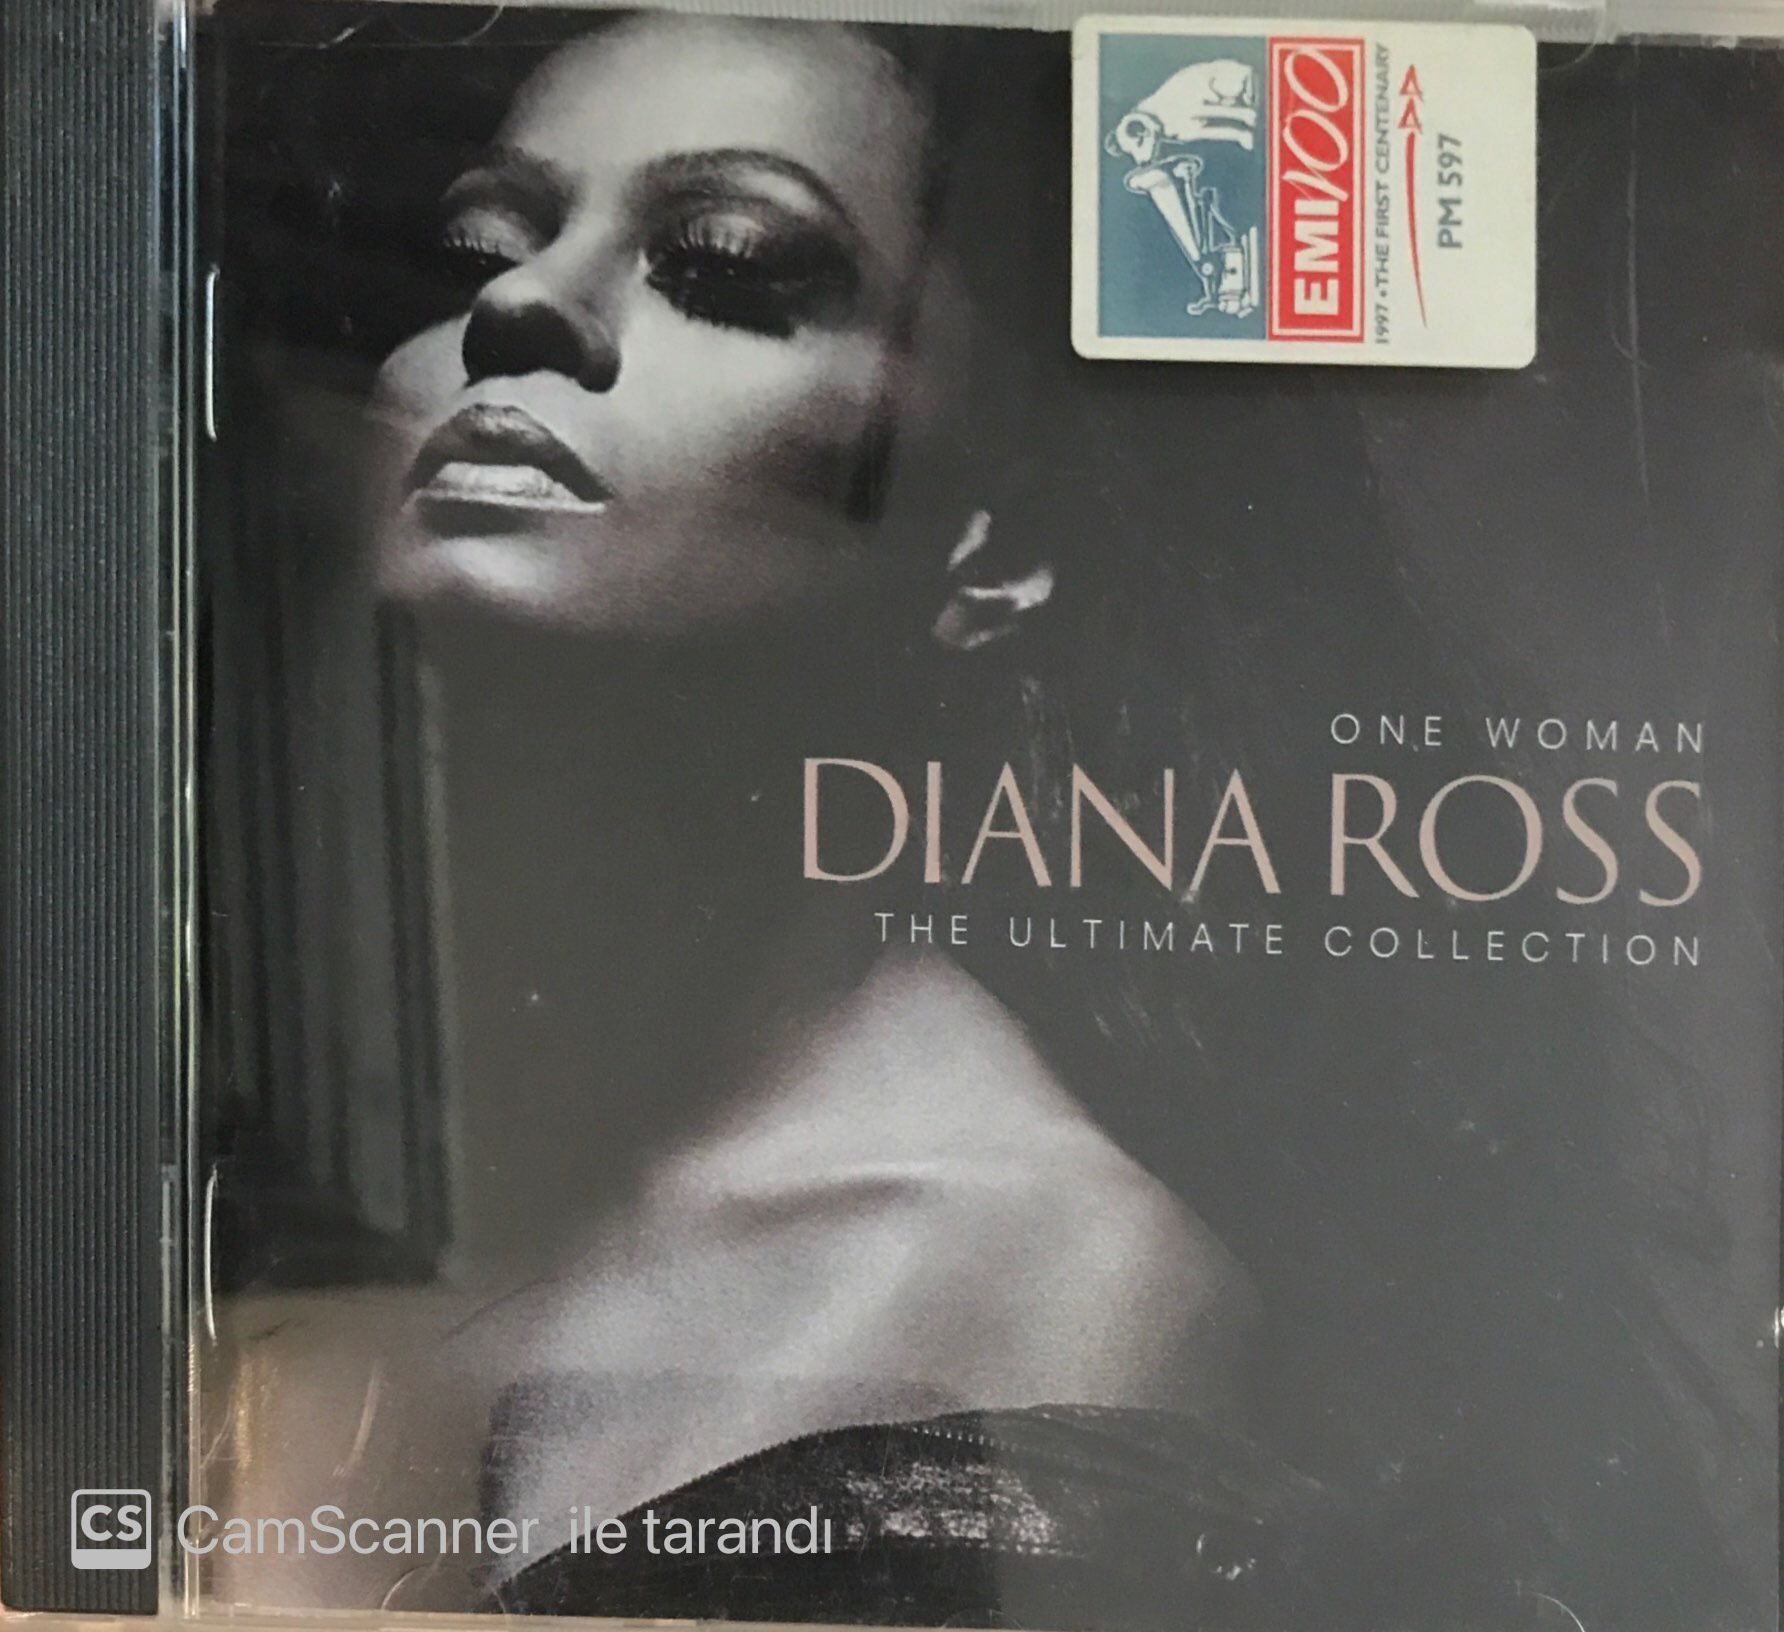 EMI100
1997 • THE FIRST CENTENARY
PM 597
ONE WOMAN
DIANA ROSS
THE ULTIMATE COLLECTION
CS CamScanner ile tarandı